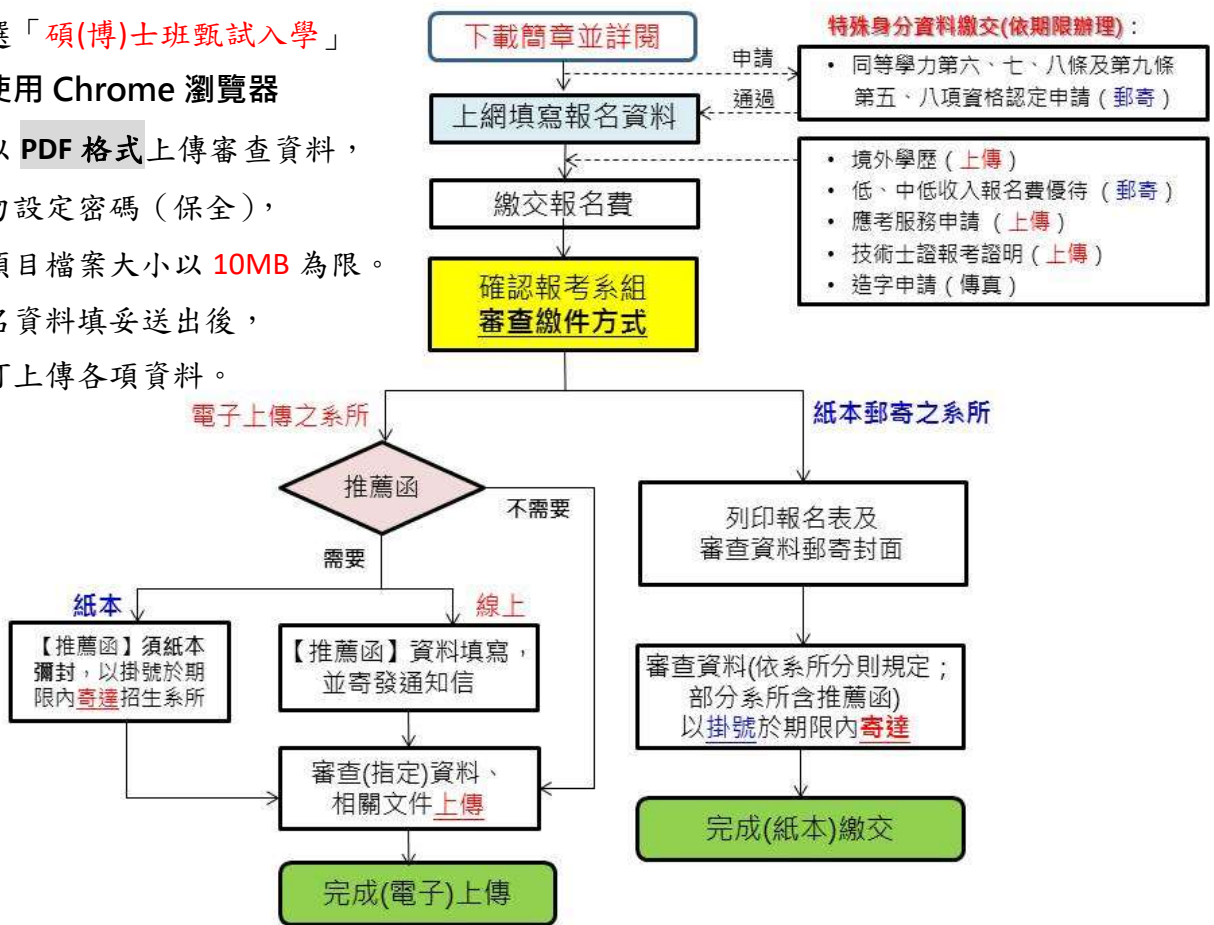 選「碩(博)士班甄試入學」
使用 Chrome 瀏覽器
以 PDF 格式上傳審查資料，
勿設定密碼（保全），
項目檔案大小以 10MB 為限。
名資料填妥送出後，
可上傳各項資料。
下載簡章並詳閱
申請
通過
上網填寫報名資料
繳交報名費
確認報考系組
審查繳件方式
特殊身分資料繳交(依期限辦理)：
• 同等學力第六、七、八條及第九條
第五、八項資格認定申請（郵寄）
• 境外學歷（上傳）
• 低、中低收入報名費優待 （郵寄）
• 應考服務申請 （上傳）
• 技術士證報考證明（上傳）
• 造字申請（傳真）
電子上傳之系所
推薦函
不需要
需要
紙本
線上
【推薦函】須紙本
彌封，以掛號於期
限內寄達招生系所
【推薦函】資料填寫，
並寄發通知信
審查(指定)資料、
相關文件上傳
完成(電子)上傳
紙本郵寄之系所
列印報名表及
審查資料郵寄封面
審查資料(依系所分則規定；
部分系所含推薦函)
以掛號於期限內寄達
完成(紙本)繳交